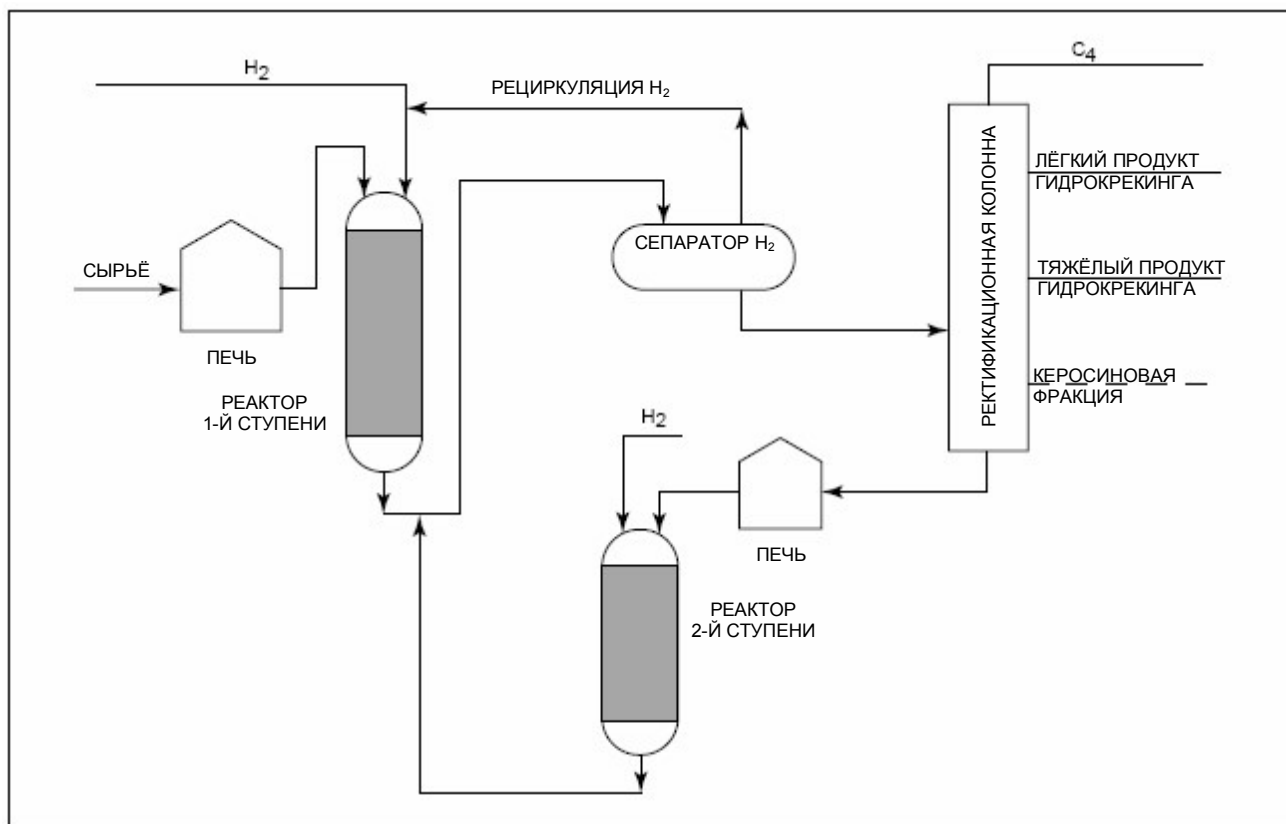 H₂
C₄
РЕЦИРКУЛЯЦИЯ H₂
ЛЁГКИЙ ПРОДУКТ
ГИДРОКРЕКИНГА
РЕКТИФИКАЦИОННАЯ КОЛОННА
СЕПАРАТОР H₂
СЫРЬЁ
ТЯЖЁЛЫЙ ПРОДУКТ
ГИДРОКРЕКИНГА
ПЕЧЬ
РЕАКТОР
1-Й СТУПЕНИ
КЕРОСИНОВАЯ
ФРАКЦИЯ
H₂
ПЕЧЬ
РЕАКТОР
2-Й СТУПЕНИ